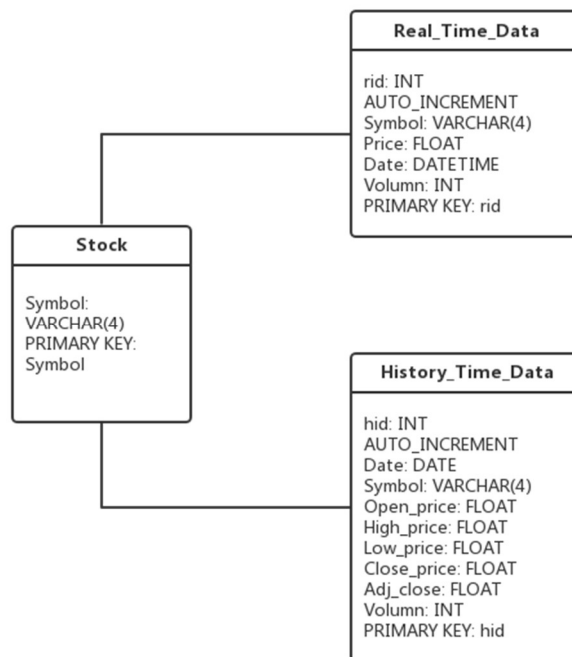 Real_Time_Data
rid: INT
AUTO_INCREMENT
Symbol: VARCHAR(4)
Price: FLOAT
Date: DATETIME
Volumn: INT
PRIMARY KEY: rid
Stock
Symbol:
VARCHAR(4)
PRIMARY KEY:
Symbol
History_Time_Data
hid: INT
AUTO_INCREMENT
Date: DATE
Symbol: VARCHAR(4)
Open_price: FLOAT
High_price: FLOAT
Low_price: FLOAT
Close_price: FLOAT
Adj_close: FLOAT
Volumn: INT
PRIMARY KEY: hid